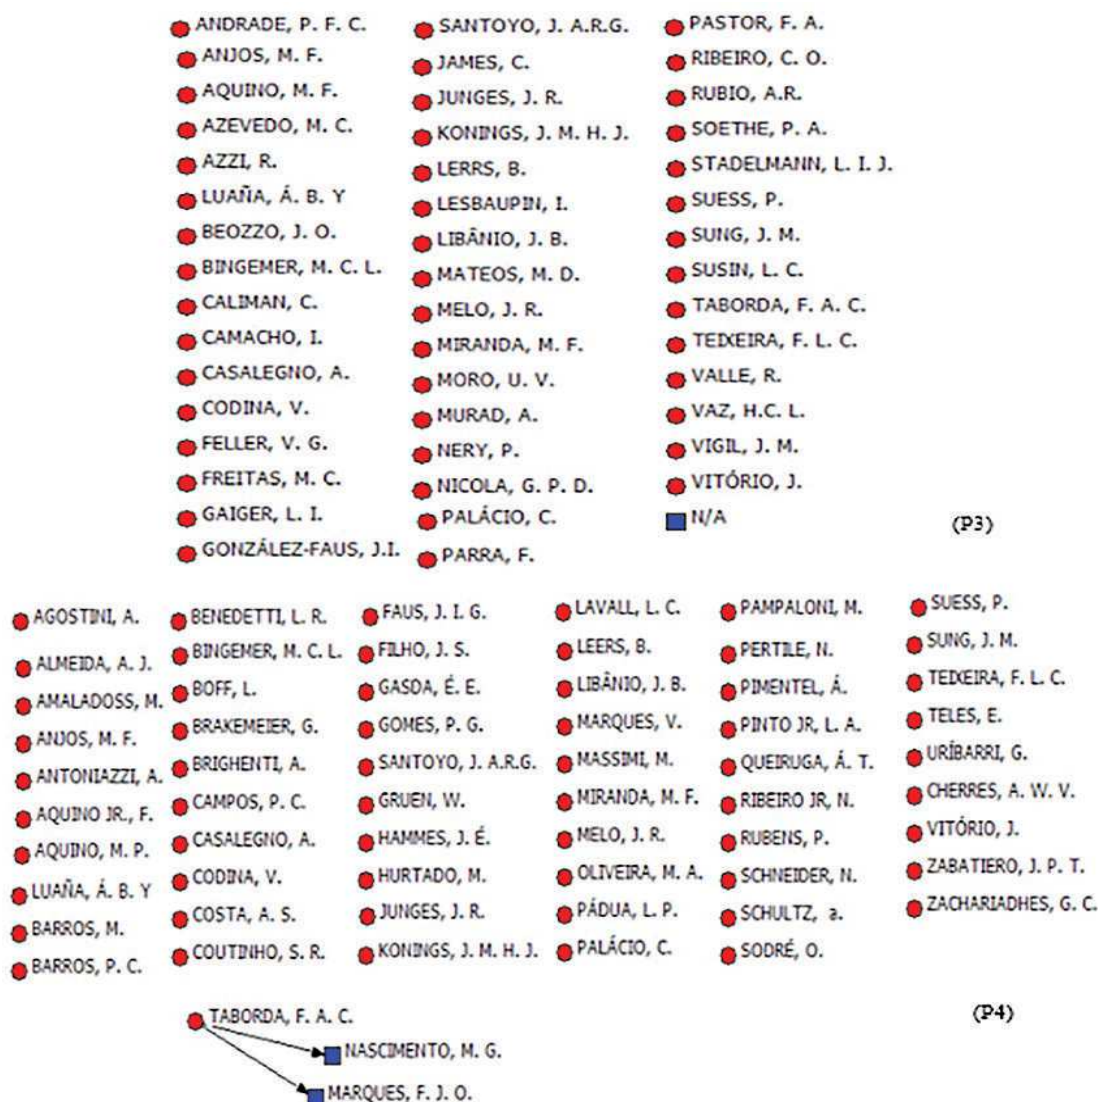 ANDRADE, P. F. C.
ANJOS, M. F.
AQUINO, M. F.
AZEVEDO, M. C.
AZZI, R.
LUAÑA, Á. B. Y
BEOZZO, J. O.
BINGEMER, M. C. L.
CALIMAN, C.
CAMACHO, I.
CASALEGNO, A.
CODINA, V.
FELLER, V. G.
FREITAS, M. C.
GAIGER, L. I.
GONZÁLEZ-FAUS, J.I.
SANTOYO, J. A.R.G.
JAMES, C.
JUNGES, J. R.
KONINGS, J. M. H. J.
LERRS, B.
LESBAUPIN, I.
LIBÂNIO, J. B.
MATEOS, M. D.
MELO, J. R.
MIRANDA, M. F.
MORO, U. V.
MURAD, A.
NERY, P.
NICOLA, G. P. D.
PALÁCIO, C.
PARRA, F.
PASTOR, F. A.
RIBEIRO, C. O.
RUBIO, A.R.
SOETHE, P. A.
STADELMANN, L. I. J.
SUESS, P.
SUNG, J. M.
SUSIN, L. C.
TABORDA, F. A. C.
TEIXEIRA, F. L. C.
VALLE, R.
VAZ, H.C. L.
VIGIL, J. M.
VITÓRIO, J.
N/A
(P3)
AGOSTINI, A.
ALMEIDA, A. J.
AMALADOSS, M.
ANJOS, M. F.
ANTONIAZZI, A.
AQUINO JR., F.
AQUINO, M. P.
LUAÑA, Á. B. Y
BARROS, M.
BARROS, P. C.
BENEDETTI, L. R.
BINGEMER, M. C. L.
BOFF, L.
BRAKEMEIER, G.
BRIGHENTI, A.
CAMPOS, P. C.
CASALEGNO, A.
CODINA, V.
COSTA, A. S.
COUTINHO, S. R.
FAUS, J. I. G.
FILHO, J. S.
GASDA, É. E.
GOMES, P. G.
SANTOYO, J. A.R.G.
GRUEN, W.
HAMMES, J. É.
HURTADO, M.
JUNGES, J. R.
KONINGS, J. M. H. J.
LAVALL, L. C.
LEERS, B.
LIBÂNIO, J. B.
MARQUES, V.
MASSIMI, M.
MIRANDA, M. F.
MELO, J. R.
OLIVEIRA, M. A.
PÁDUA, L. P.
PALÁCIO, C.
PAMPALONI, M.
PERTILE, N.
PIMENTEL, Á.
PINTO JR, L. A.
QUEIRUGA, Á. T.
RIBEIRO JR, N.
RUBENS, P.
SCHNEIDER, N.
SCHULTZ, a.
SODRÉ, O.
SUESS, P.
SUNG, J. M.
TEIXEIRA, F. L. C.
TELES, E.
URÍBARRI, G.
CHERRES, A. W. V.
VITÓRIO, J.
ZABATIERO, J. P. T.
ZACHARIADHES, G. C.
(P4)
TABORDA, F. A. C.
NASCIMENTO, M. G.
MARQUES, F. J. O.